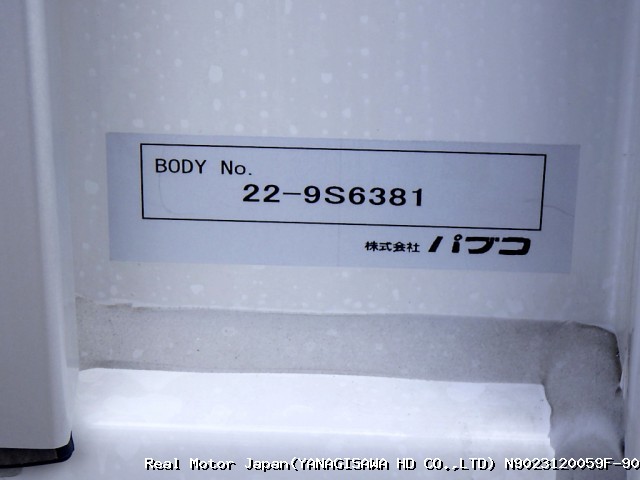 BODY No.
22-9S6381
株式会社 パブコ
Real Motor Japan(YANAGISAWA HD CO.,LTD) N9023120059F-90